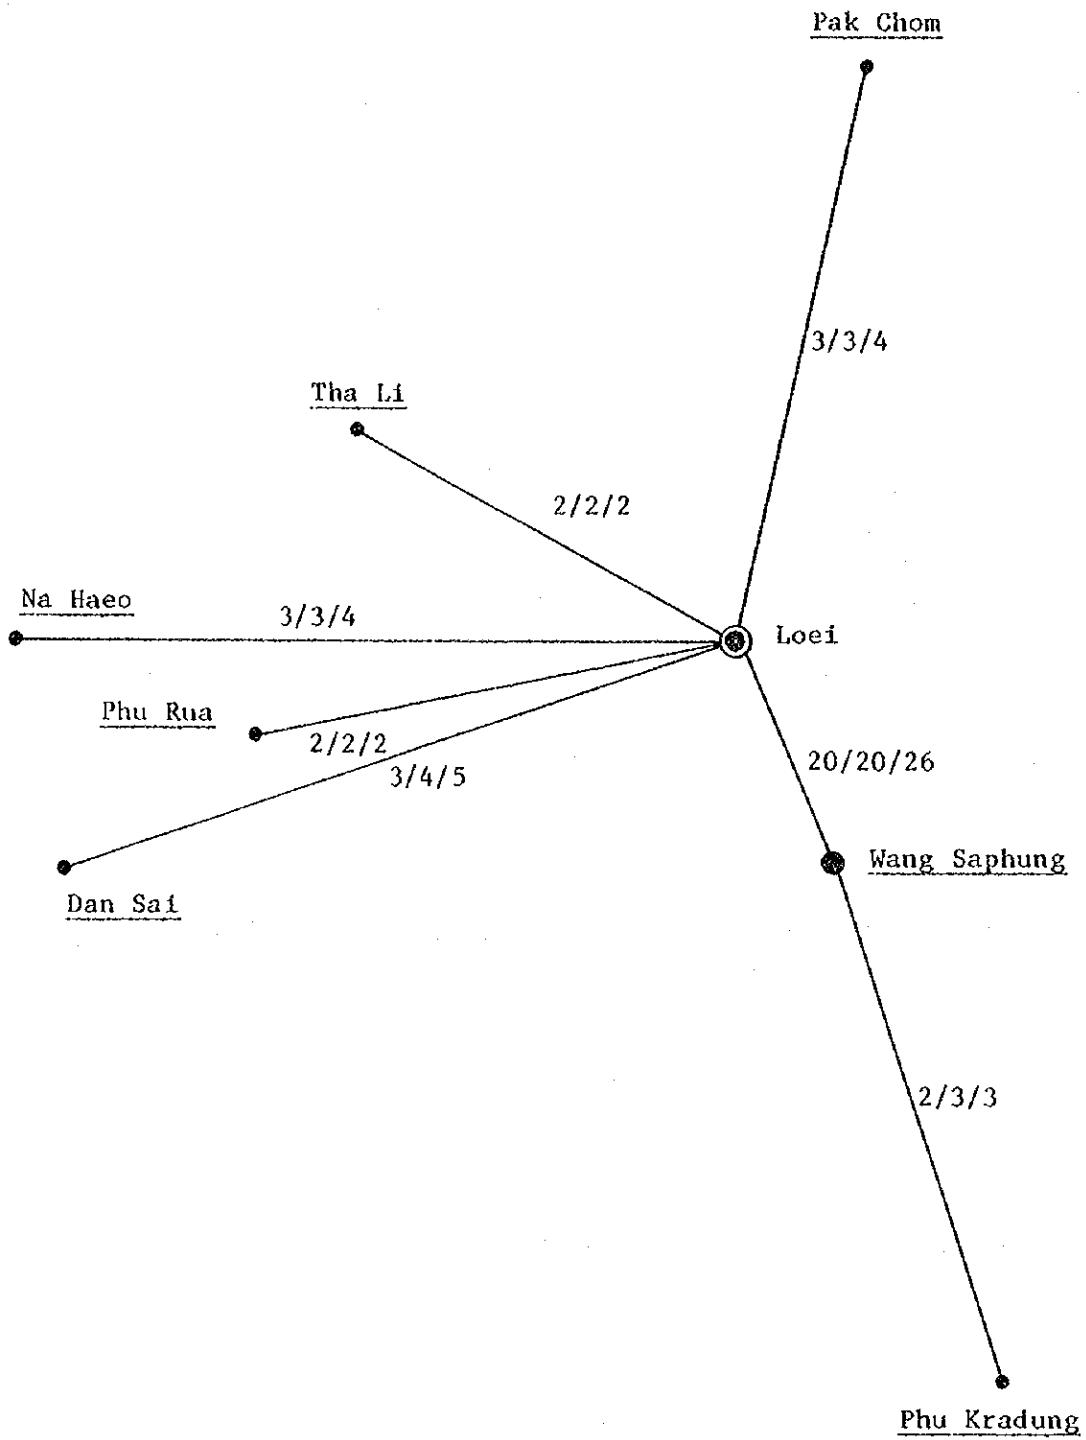 Pak Chom
3/3/4
Tha Li
2/2/2
Na Haeo
3/3/4
Loei
Phu Rua
2/2/2
3/4/5
20/20/26
Wang Saphung
Dan Sai
2/3/3
Phu Kradung